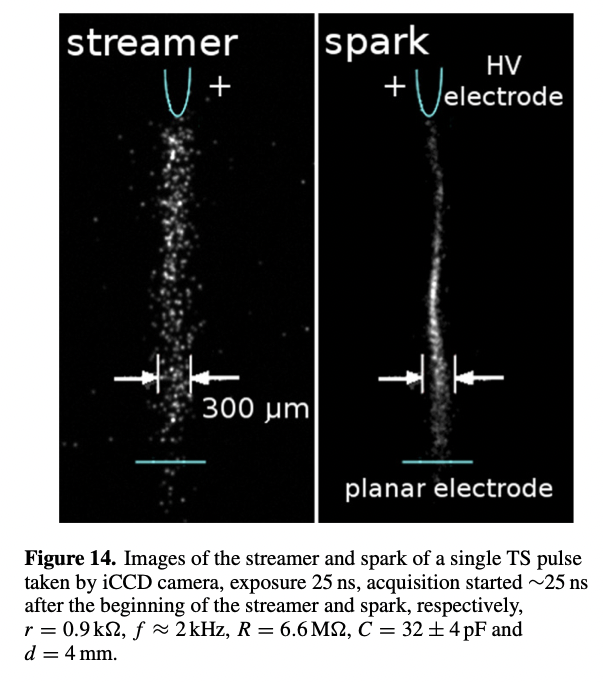 streamer
+
spark
+
HV
electrode
300 µm
planar electrode
Figure 14. Images of the streamer and spark of a single TS pulse
taken by iCCD camera, exposure 25 ns, acquisition started ∼25 ns
after the beginning of the streamer and spark, respectively,
r = 0.9 kΩ, f ≈ 2 kHz, R = 6.6 MΩ, C = 32 ± 4 pF and
d = 4 mm.